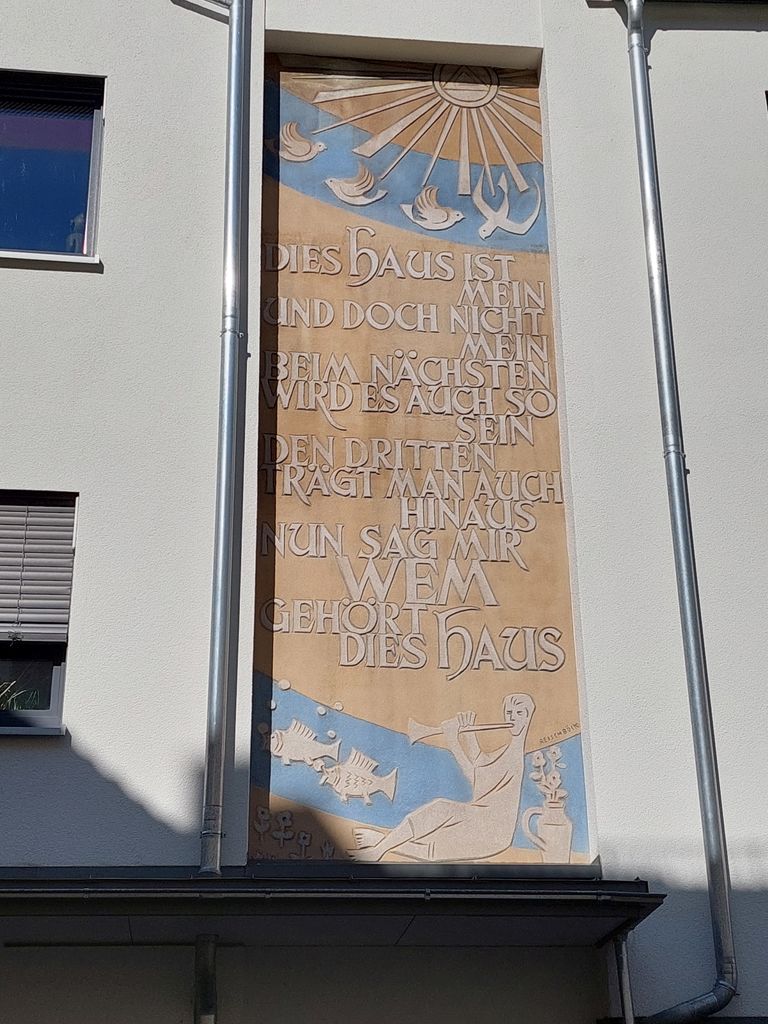 DIES HAUS IST
MEIN
UND DOCH NICHT
MEIN
BEIM NÄCHSTEN
WIRD ES AUCH SO
SEIN
DEN DRITTEN
TRÄGT MAN AUCH
HINAUS
NUN SAG MIR
WEM
GEHÖRT
DIES HAUS